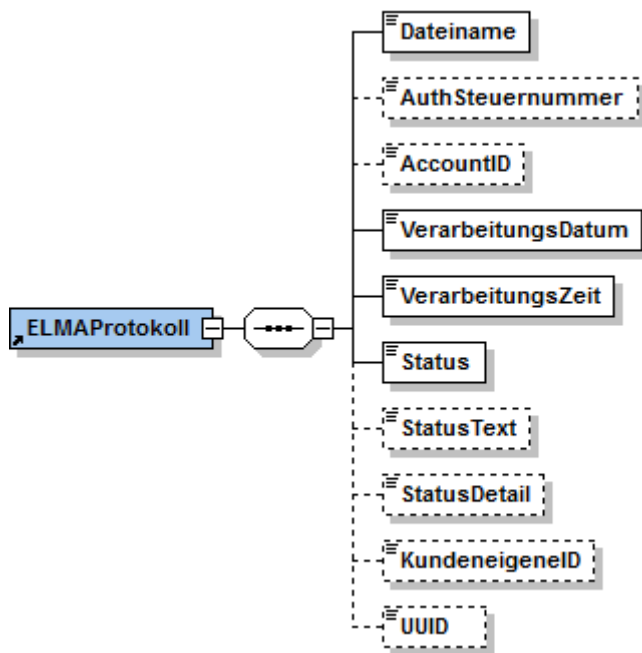 Dateiname
AuthSteuernummer
AccountID
VerarbeitungsDatum
ELMAProtokoll
VerarbeitungsZeit
Status
StatusText
StatusDetail
KundeneigeneID
UUID